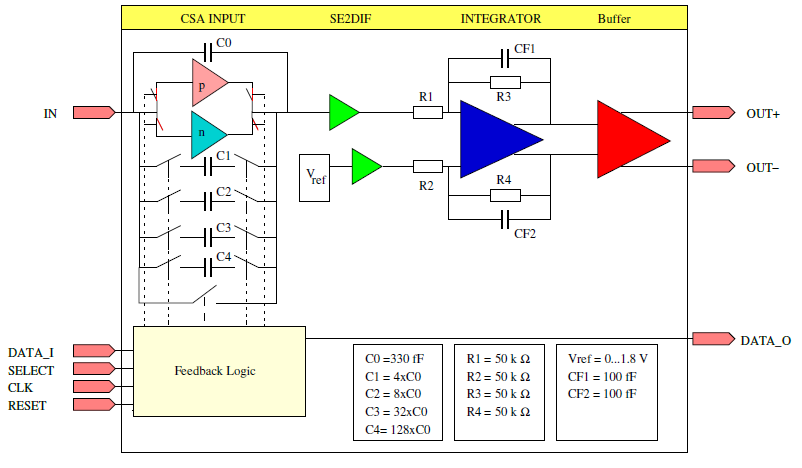 CSA INPUT SE2DIF INTEGRATOR Buffer
C0
CF1
p
R1
R3
IN
OUT+
n
C1
Vref
OUT−
R2
R4
C2
C3
CF2
C4
DATA_I
SELECT
CLK
RESET
Feedback Logic
DATA_O
C0 =330 fF
C1 = 4xC0
C2 = 8xC0
C3 = 32xC0
C4= 128xC0
R1 = 50 k Ω
R2 = 50 k Ω
R3 = 50 k Ω
R4 = 50 k Ω
Vref = 0...1.8 V
CF1 = 100 fF
CF2 = 100 fF